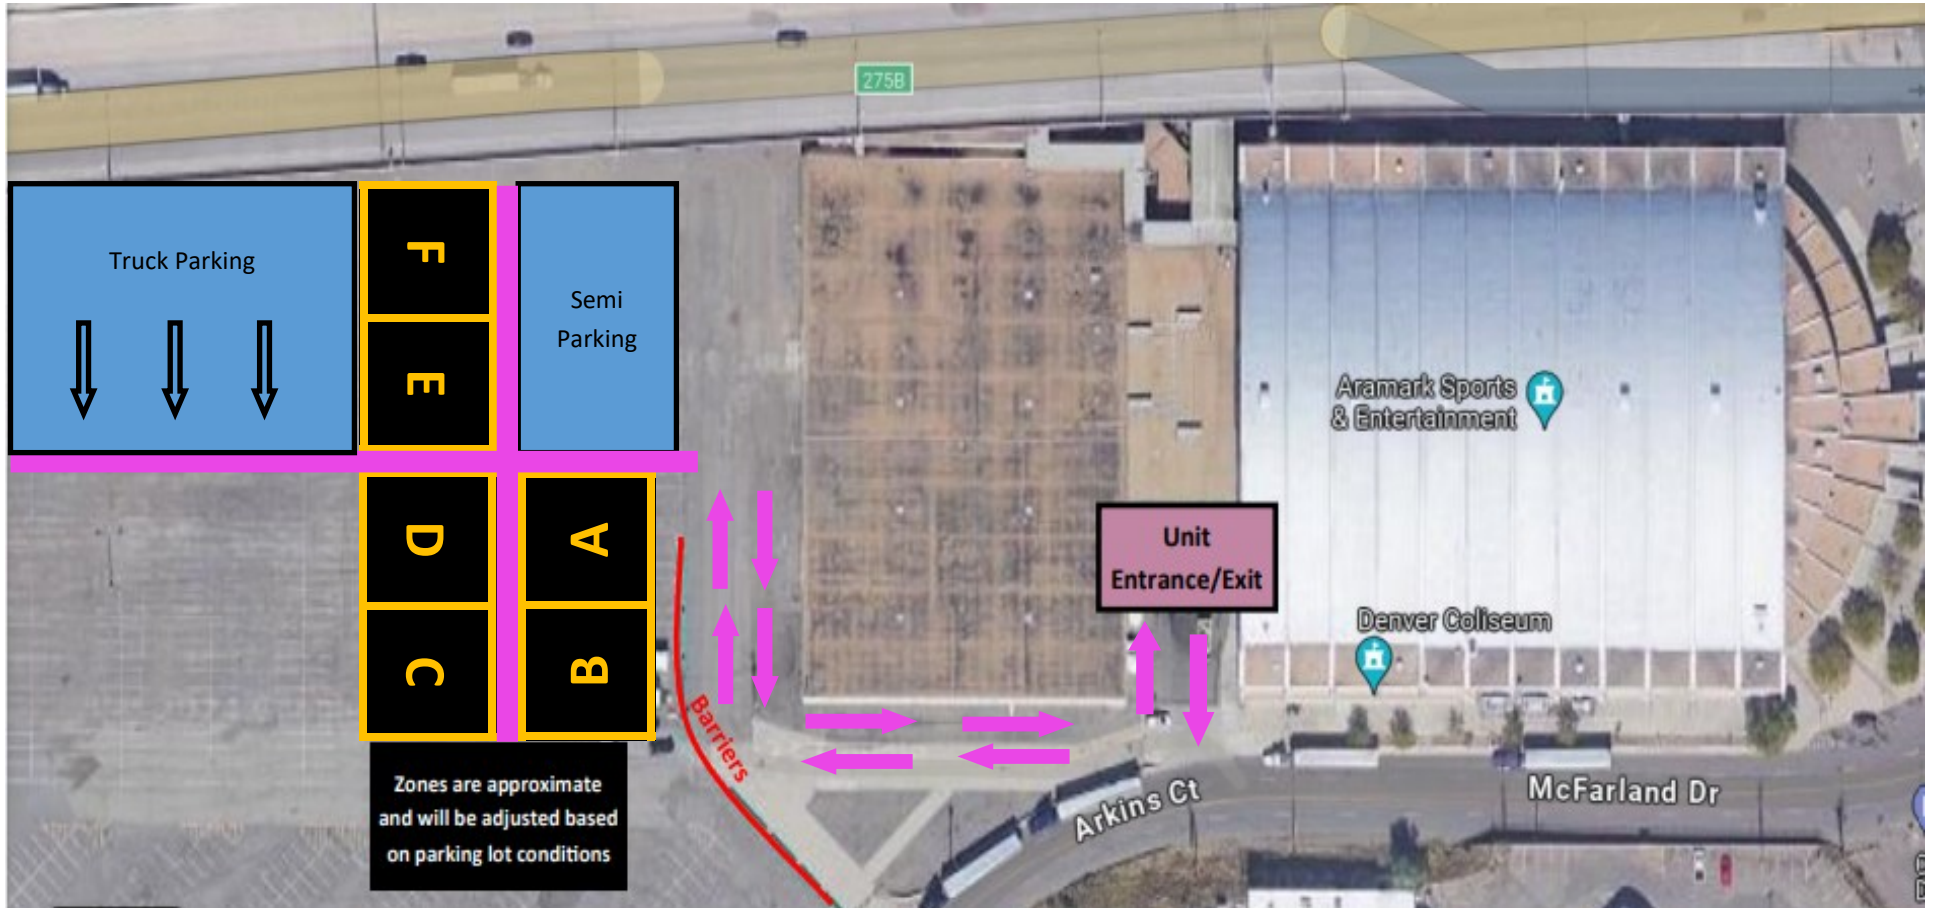 275B
Truck Parking
F
Semi
Parking
E
Aramark Sports
& Entertainment
D
A
Unit
Entrance/Exit
Denver Coliseum
C
B
Barriers
Zones are approximate
and will be adjusted based
on parking lot conditions
Arkins Ct
McFarland Dr